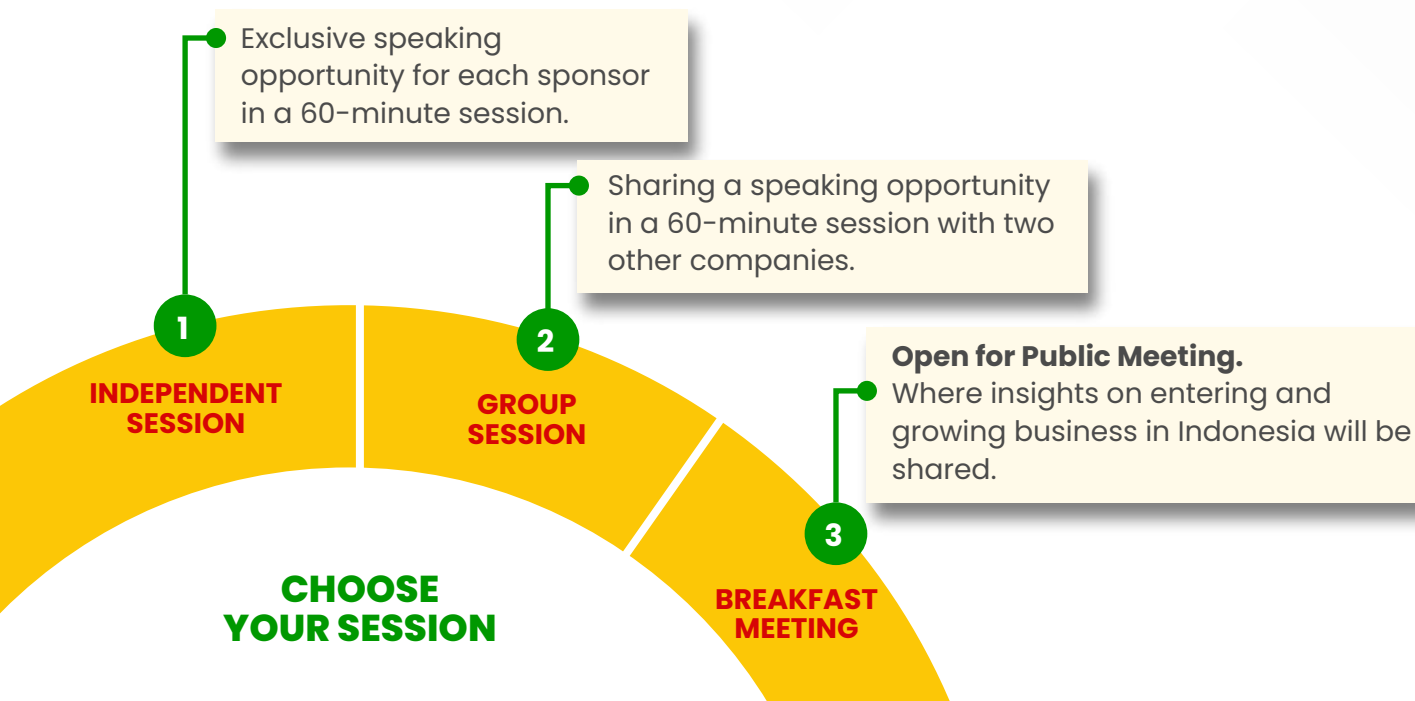 Exclusive speaking
opportunity for each sponsor
in a 60-minute session.
Sharing a speaking opportunity
in a 60-minute session with two
other companies.
Open for Public Meeting.
Where insights on entering and
growing business in Indonesia will be
shared.
1
INDEPENDENT
SESSION
2
GROUP
SESSION
3
BREAKFAST
MEETING
CHOOSE
YOUR SESSION